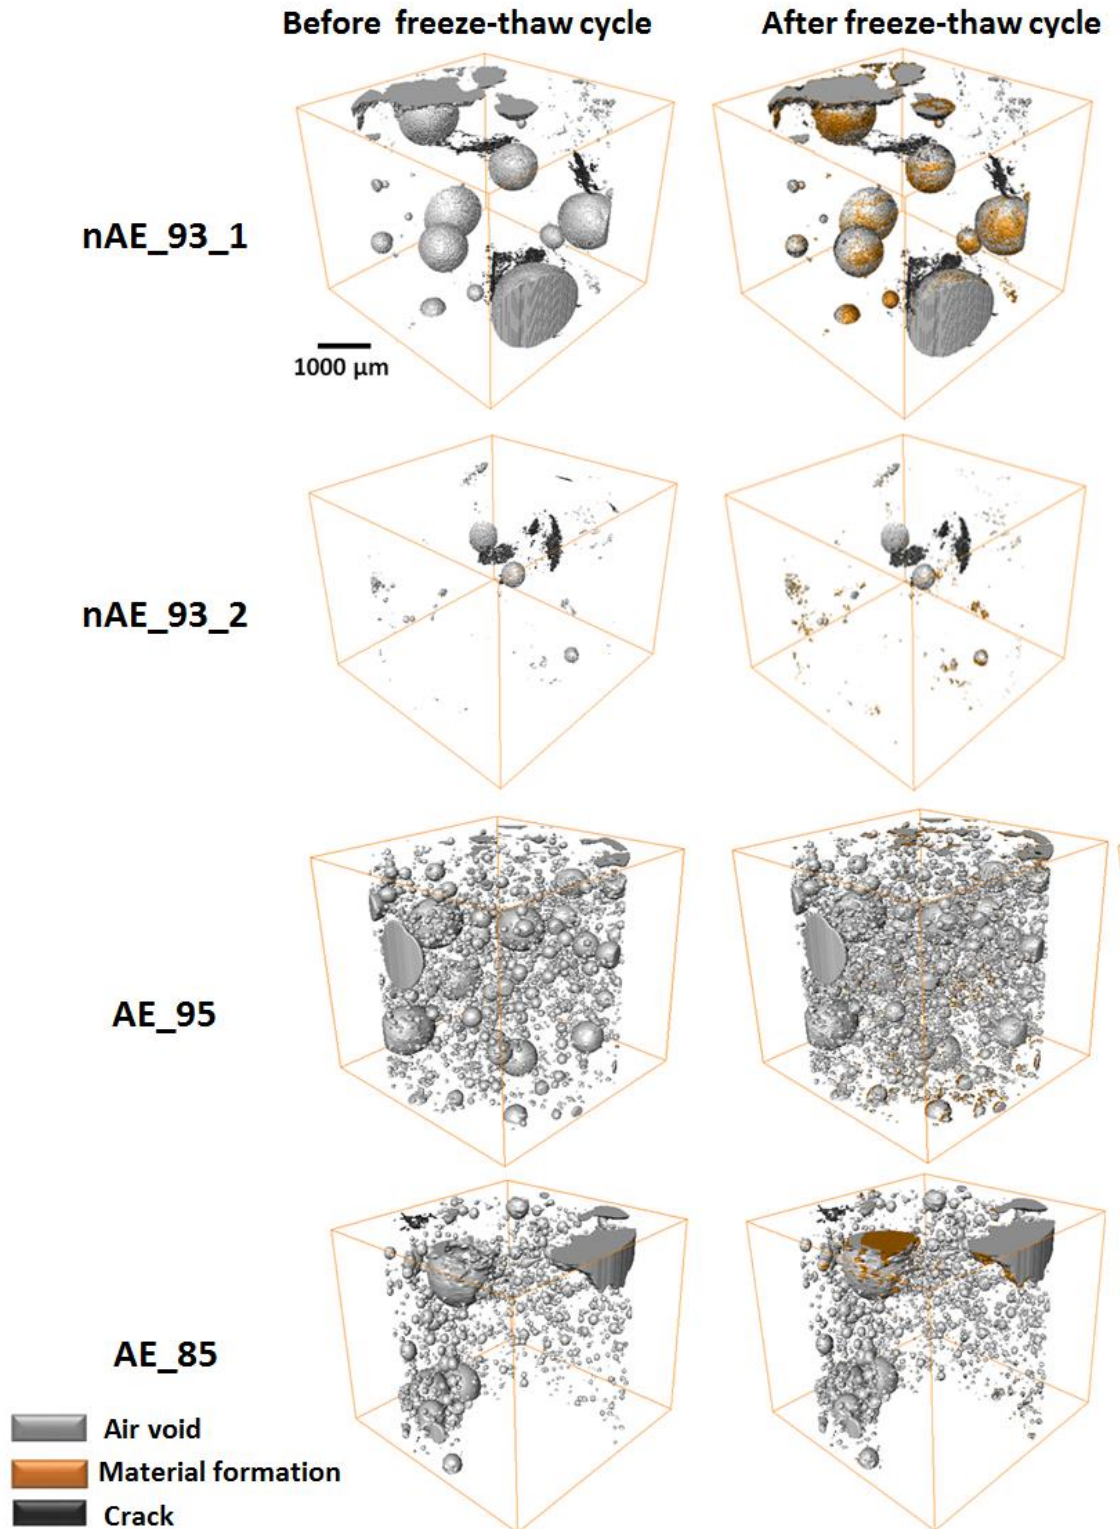 Before freeze-thaw cycle
After freeze-thaw cycle
nAE_93_1
1000 µm
nAE_93_2
AE_95
AE_85
Air void
Material formation
Crack